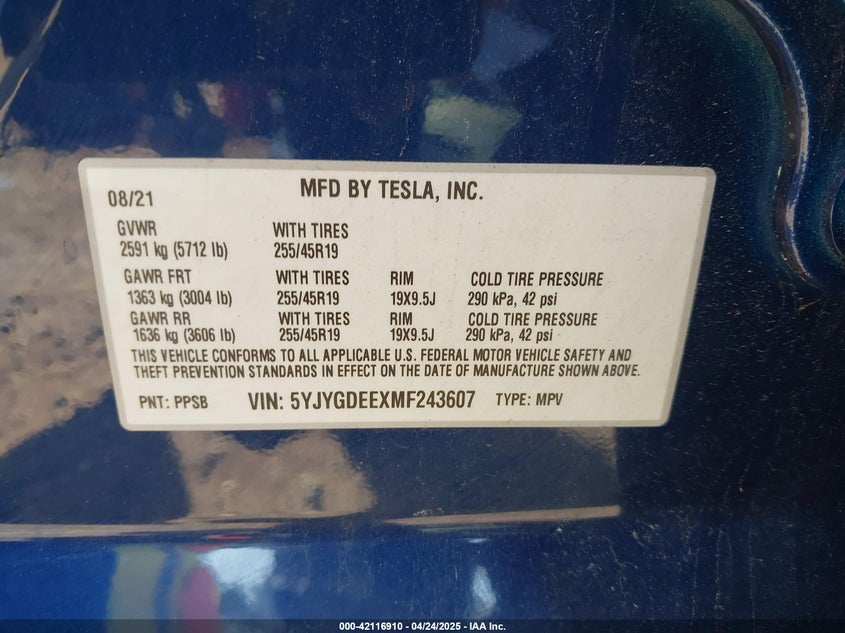 08/21 MFD BY TESLA, INC.
GVWR WITH TIRES
2591 kg (5712 lb) 255/45R19
GAWR FRT WITH TIRES RIM COLD TIRE PRESSURE
1363 kg (3004 lb) 255/45R19 19X9.5J 290 kPa, 42 psi
GAWR RR WITH TIRES RIM COLD TIRE PRESSURE
1636 kg (3606 lb) 255/45R19 19X9.5J 290 kPa, 42 psi
THIS VEHICLE CONFORMS TO ALL APPLICABLE U.S. FEDERAL MOTOR VEHICLE SAFETY AND
THEFT PREVENTION STANDARDS IN EFFECT ON THE DATE OF MANUFACTURE SHOWN ABOVE.
PNT: PPSB VIN: 5YJYGDEEXMF243607 TYPE: MPV
000-42116910 - 04/24/2025 - IAA Inc.